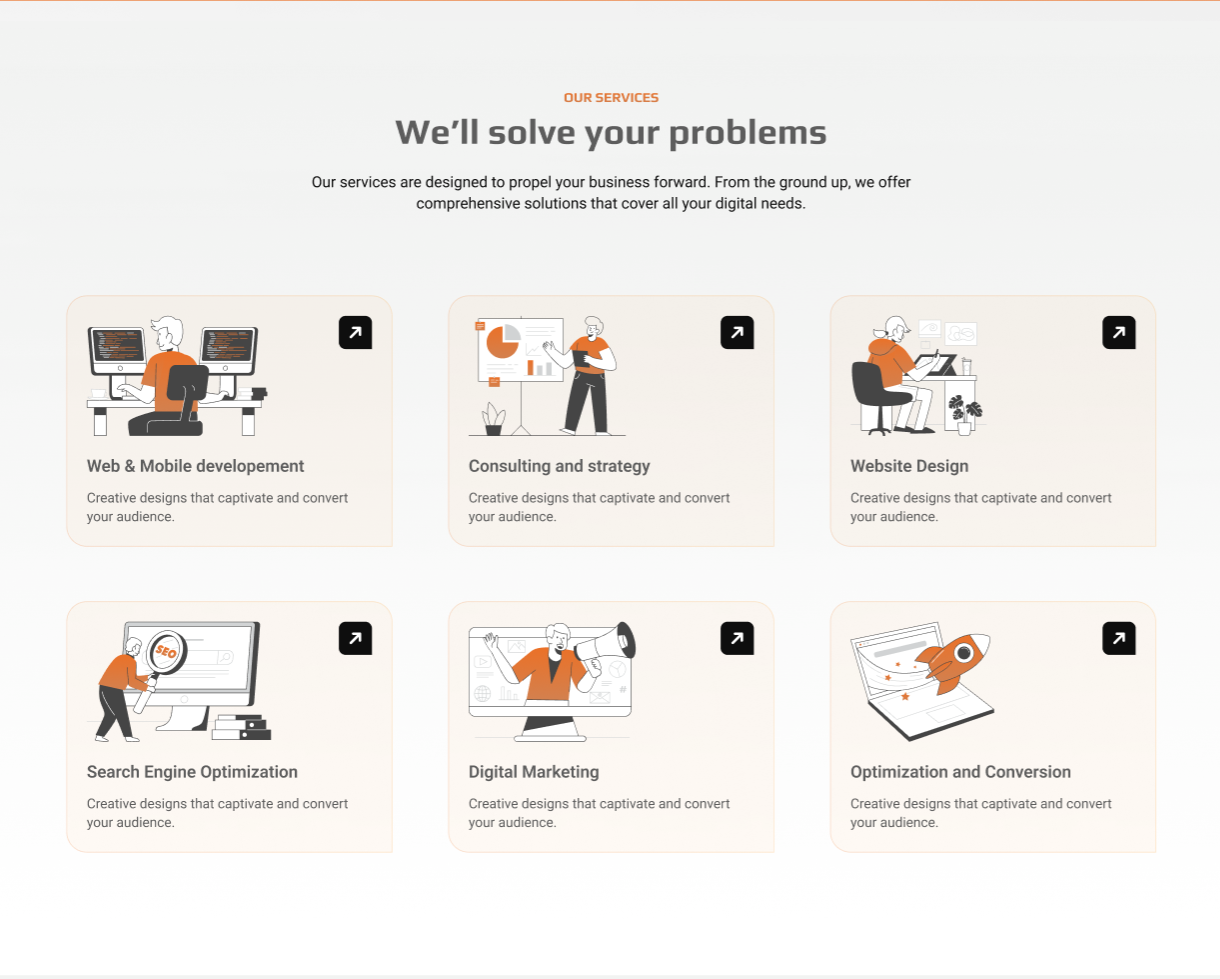 OUR SERVICES
We’ll solve your problems
Our services are designed to propel your business forward. From the ground up, we offer
comprehensive solutions that cover all your digital needs.
Web & Mobile developement
Creative designs that captivate and convert
your audience.
Consulting and strategy
Creative designs that captivate and convert
your audience.
Website Design
Creative designs that captivate and convert
your audience.
SEO
Search Engine Optimization
Creative designs that captivate and convert
your audience.
Digital Marketing
Creative designs that captivate and convert
your audience.
Optimization and Conversion
Creative designs that captivate and convert
your audience.